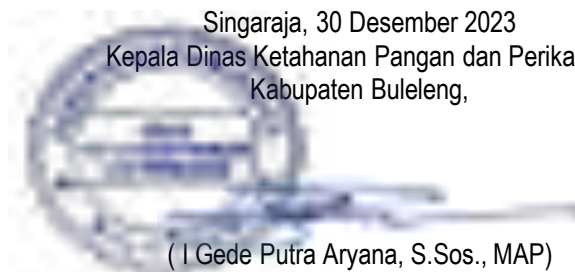 Singaraja, 30 Desember 2023
Kepala Dinas Ketahanan Pangan dan Perika
Kabupaten Buleleng,
( I Gede Putra Aryana, S.Sos., MAP)